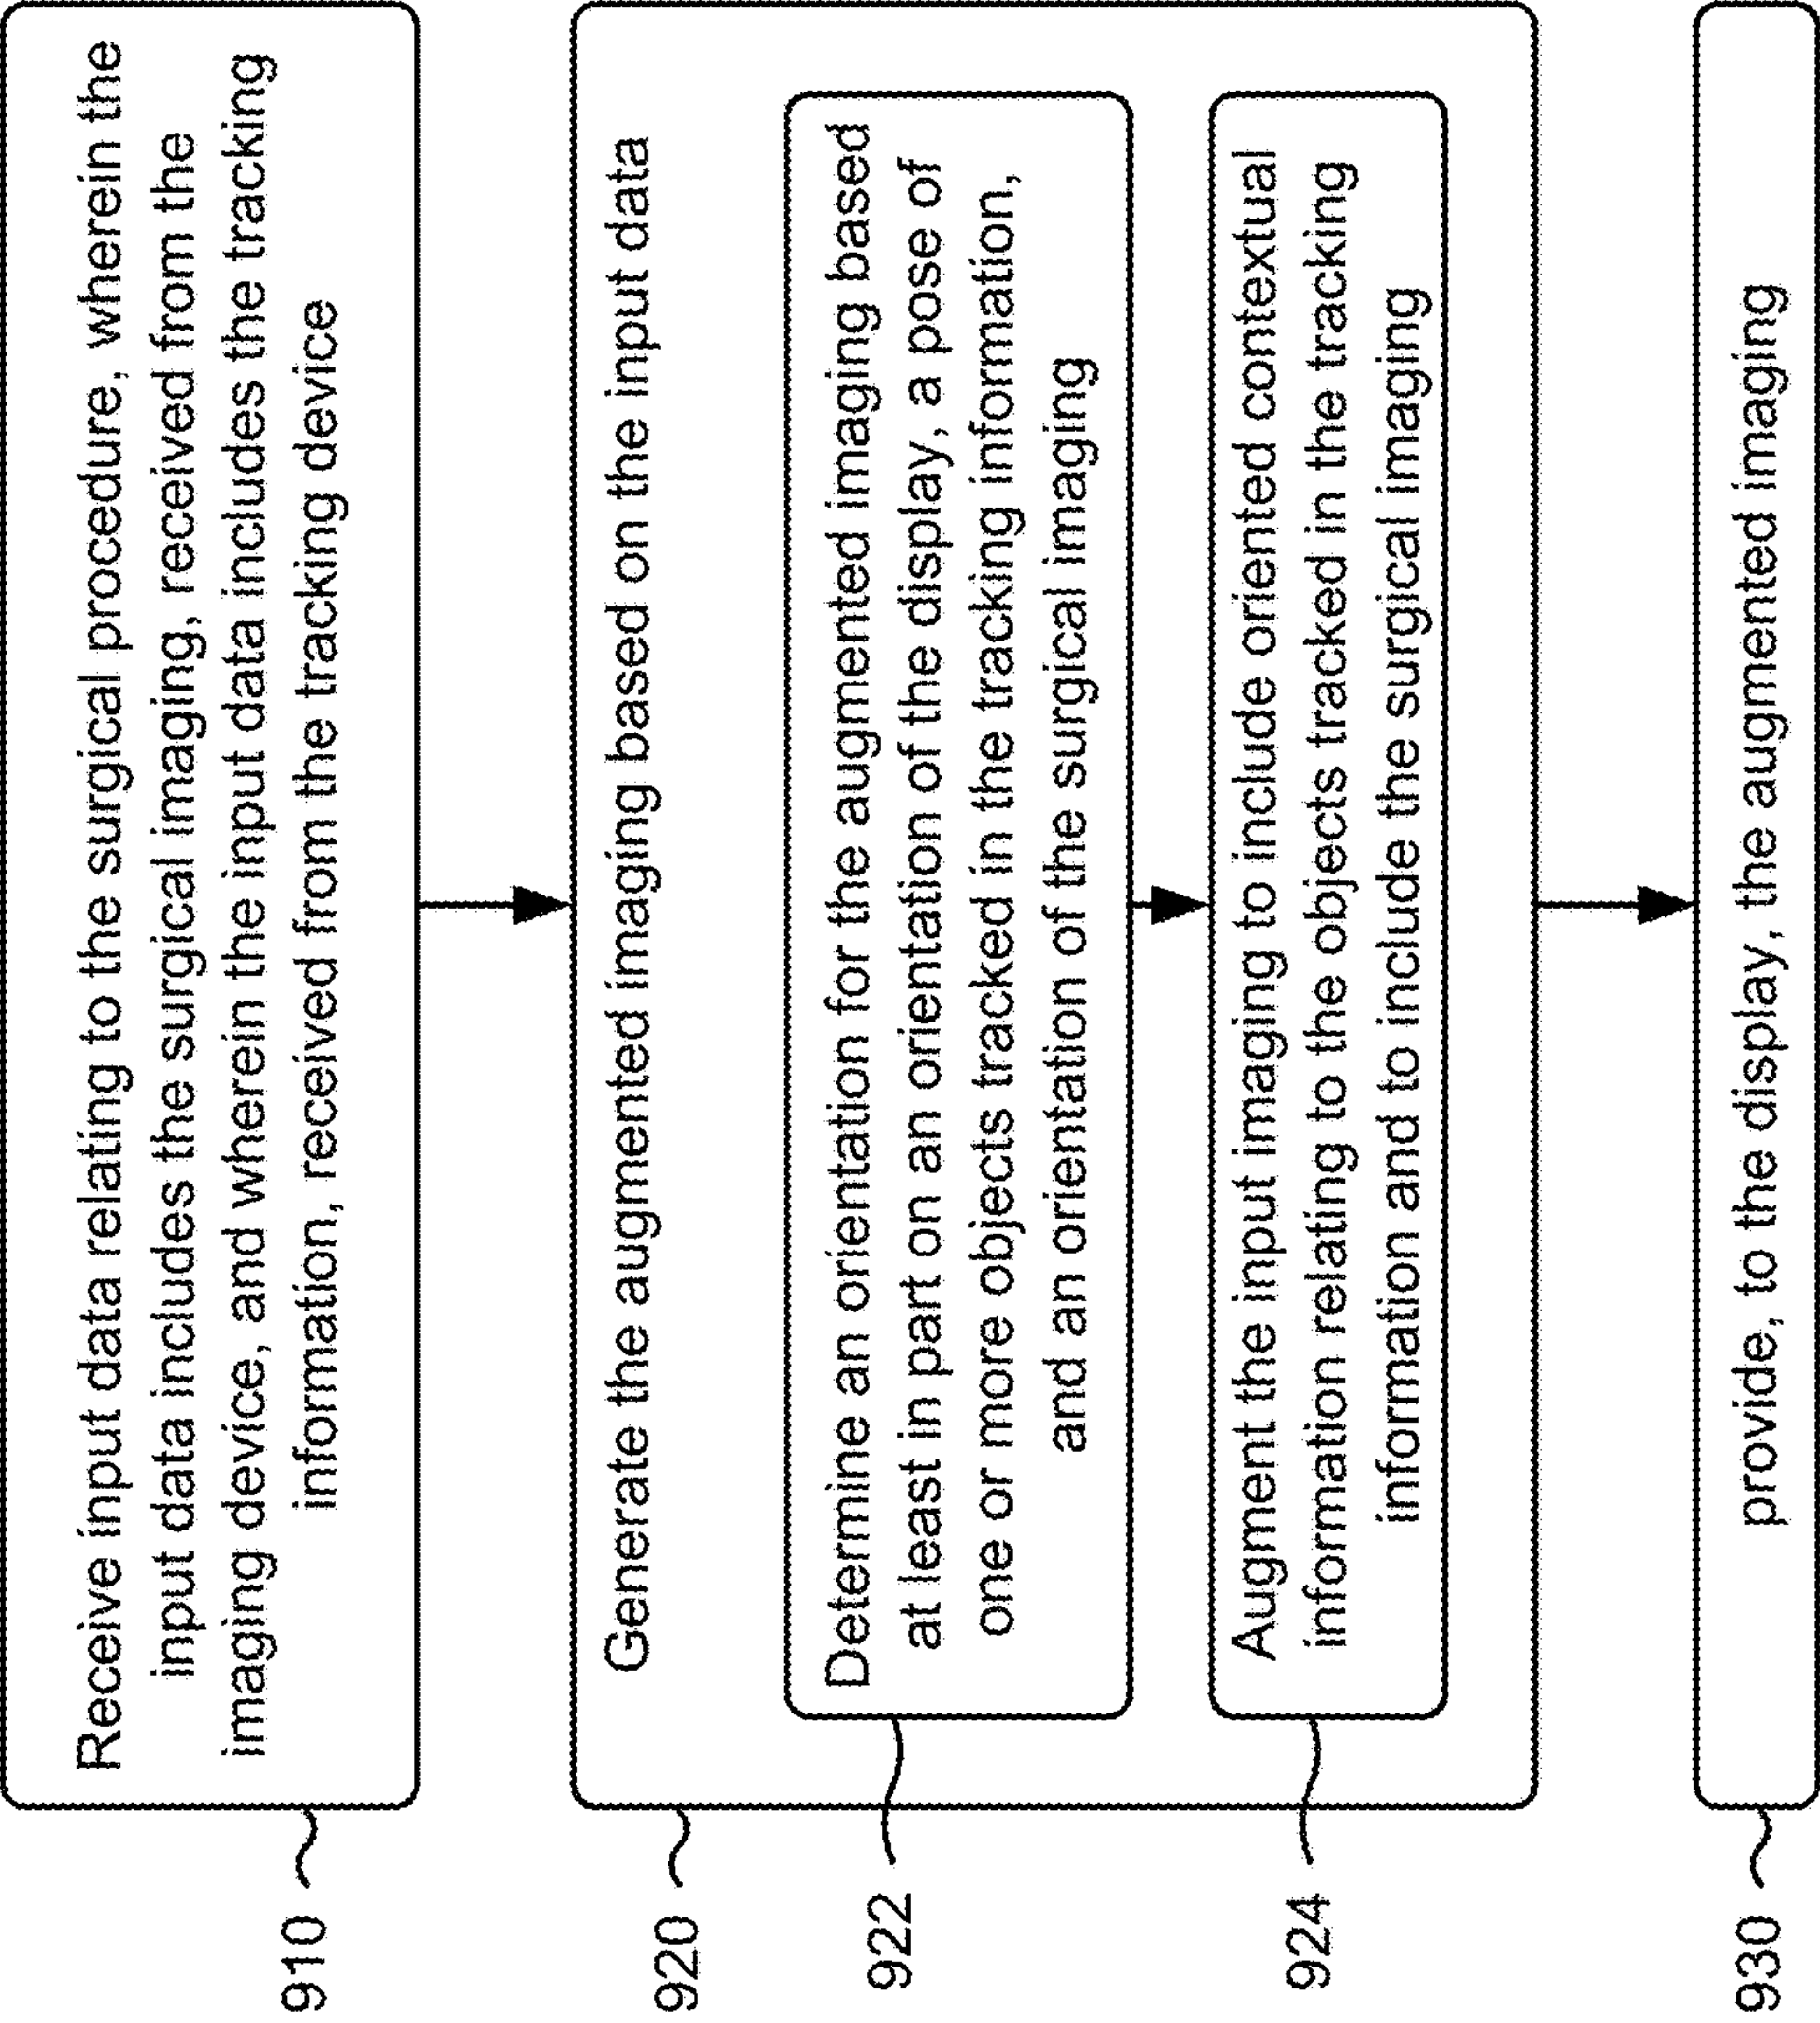 Receive input data relating to the surgical procedure, wherein the
input data includes the surgical imaging, received from the
imaging device, and wherein the input data includes the tracking
information, received from the tracking device
910
Generate the augmented imaging based on the input data
920
Determine an orientation for the augmented imaging based
at least in part on an orientation of the display, a pose of
one or more objects tracked in the tracking information,
and an orientation of the surgical imaging
922
Augment the input imaging to include oriented contextual
information relating to the objects tracked in the tracking
information and to include the surgical imaging
924
provide, to the display, the augmented imaging
930